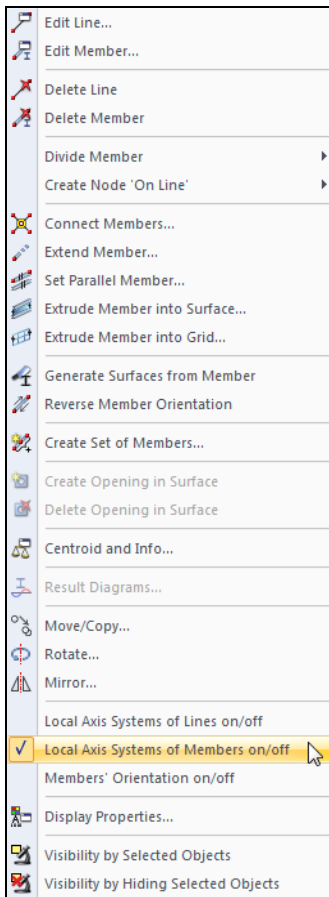 Edit Line...
Edit Member...
Delete Line
Delete Member
Divide Member
Create Node 'On Line'
Connect Members...
Extend Member...
Set Parallel Member...
Extrude Member into Surface...
Extrude Member into Grid...
Generate Surfaces from Member
Reverse Member Orientation
Create Set of Members...
Create Opening in Surface
Delete Opening in Surface
Centroid and Info...
Result Diagrams...
Move/Copy...
Rotate...
Mirror...
Local Axis Systems of Lines on/off
Local Axis Systems of Members on/off
Members' Orientation on/off
Display Properties...
Visibility by Selected Objects
Visibility by Hiding Selected Objects